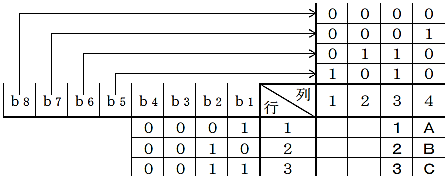 0 0 0 0
0 0 0 1
0 1 1 0
1 0 1 0
b8 b7 b6 b5 b4 b3 b2 b1 列 行 1 2 3 4
0 0 0 1 1 1 A
0 0 1 0 2 2 B
0 0 1 1 3 3 C